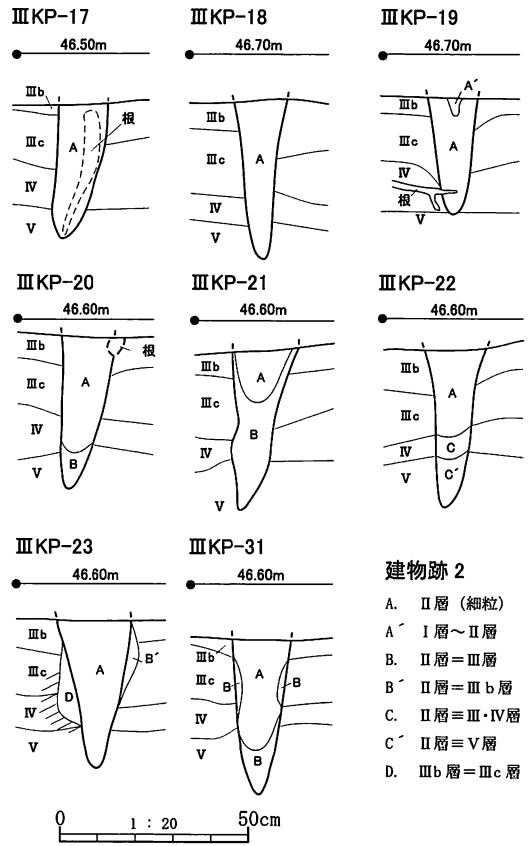 ⅢKP-17 ⅢKP-18 ⅢKP-19
46.50m 46.70m 46.70m
Ⅲb A 根 Ⅲc Ⅳ Ⅴ
Ⅲb Ⅲc A Ⅳ Ⅴ
A´ Ⅲb Ⅲc A Ⅳ 根 Ⅴ
ⅢKP-20 ⅢKP-21 ⅢKP-22
46.60m 46.60m 46.60m
Ⅲb 根 Ⅲc A Ⅳ B Ⅴ
Ⅲb A Ⅲc B Ⅳ Ⅴ
Ⅲb A Ⅲc Ⅳ C Ⅴ C´
ⅢKP-23 ⅢKP-31
46.60m 46.60m
Ⅲb B´ Ⅲc A D Ⅳ Ⅴ
Ⅲb A Ⅲc B B Ⅳ Ⅴ B
建物跡 2
A. Ⅱ層 (細粒)
A´ Ⅰ層～Ⅱ層
B. Ⅱ層＝Ⅲ層
B´ Ⅱ層＝Ⅲb層
C. Ⅱ層≡Ⅲ・Ⅳ層
C´ Ⅱ層≡Ⅴ層
D. Ⅲb層＝Ⅲc層
0 1 : 20 50cm